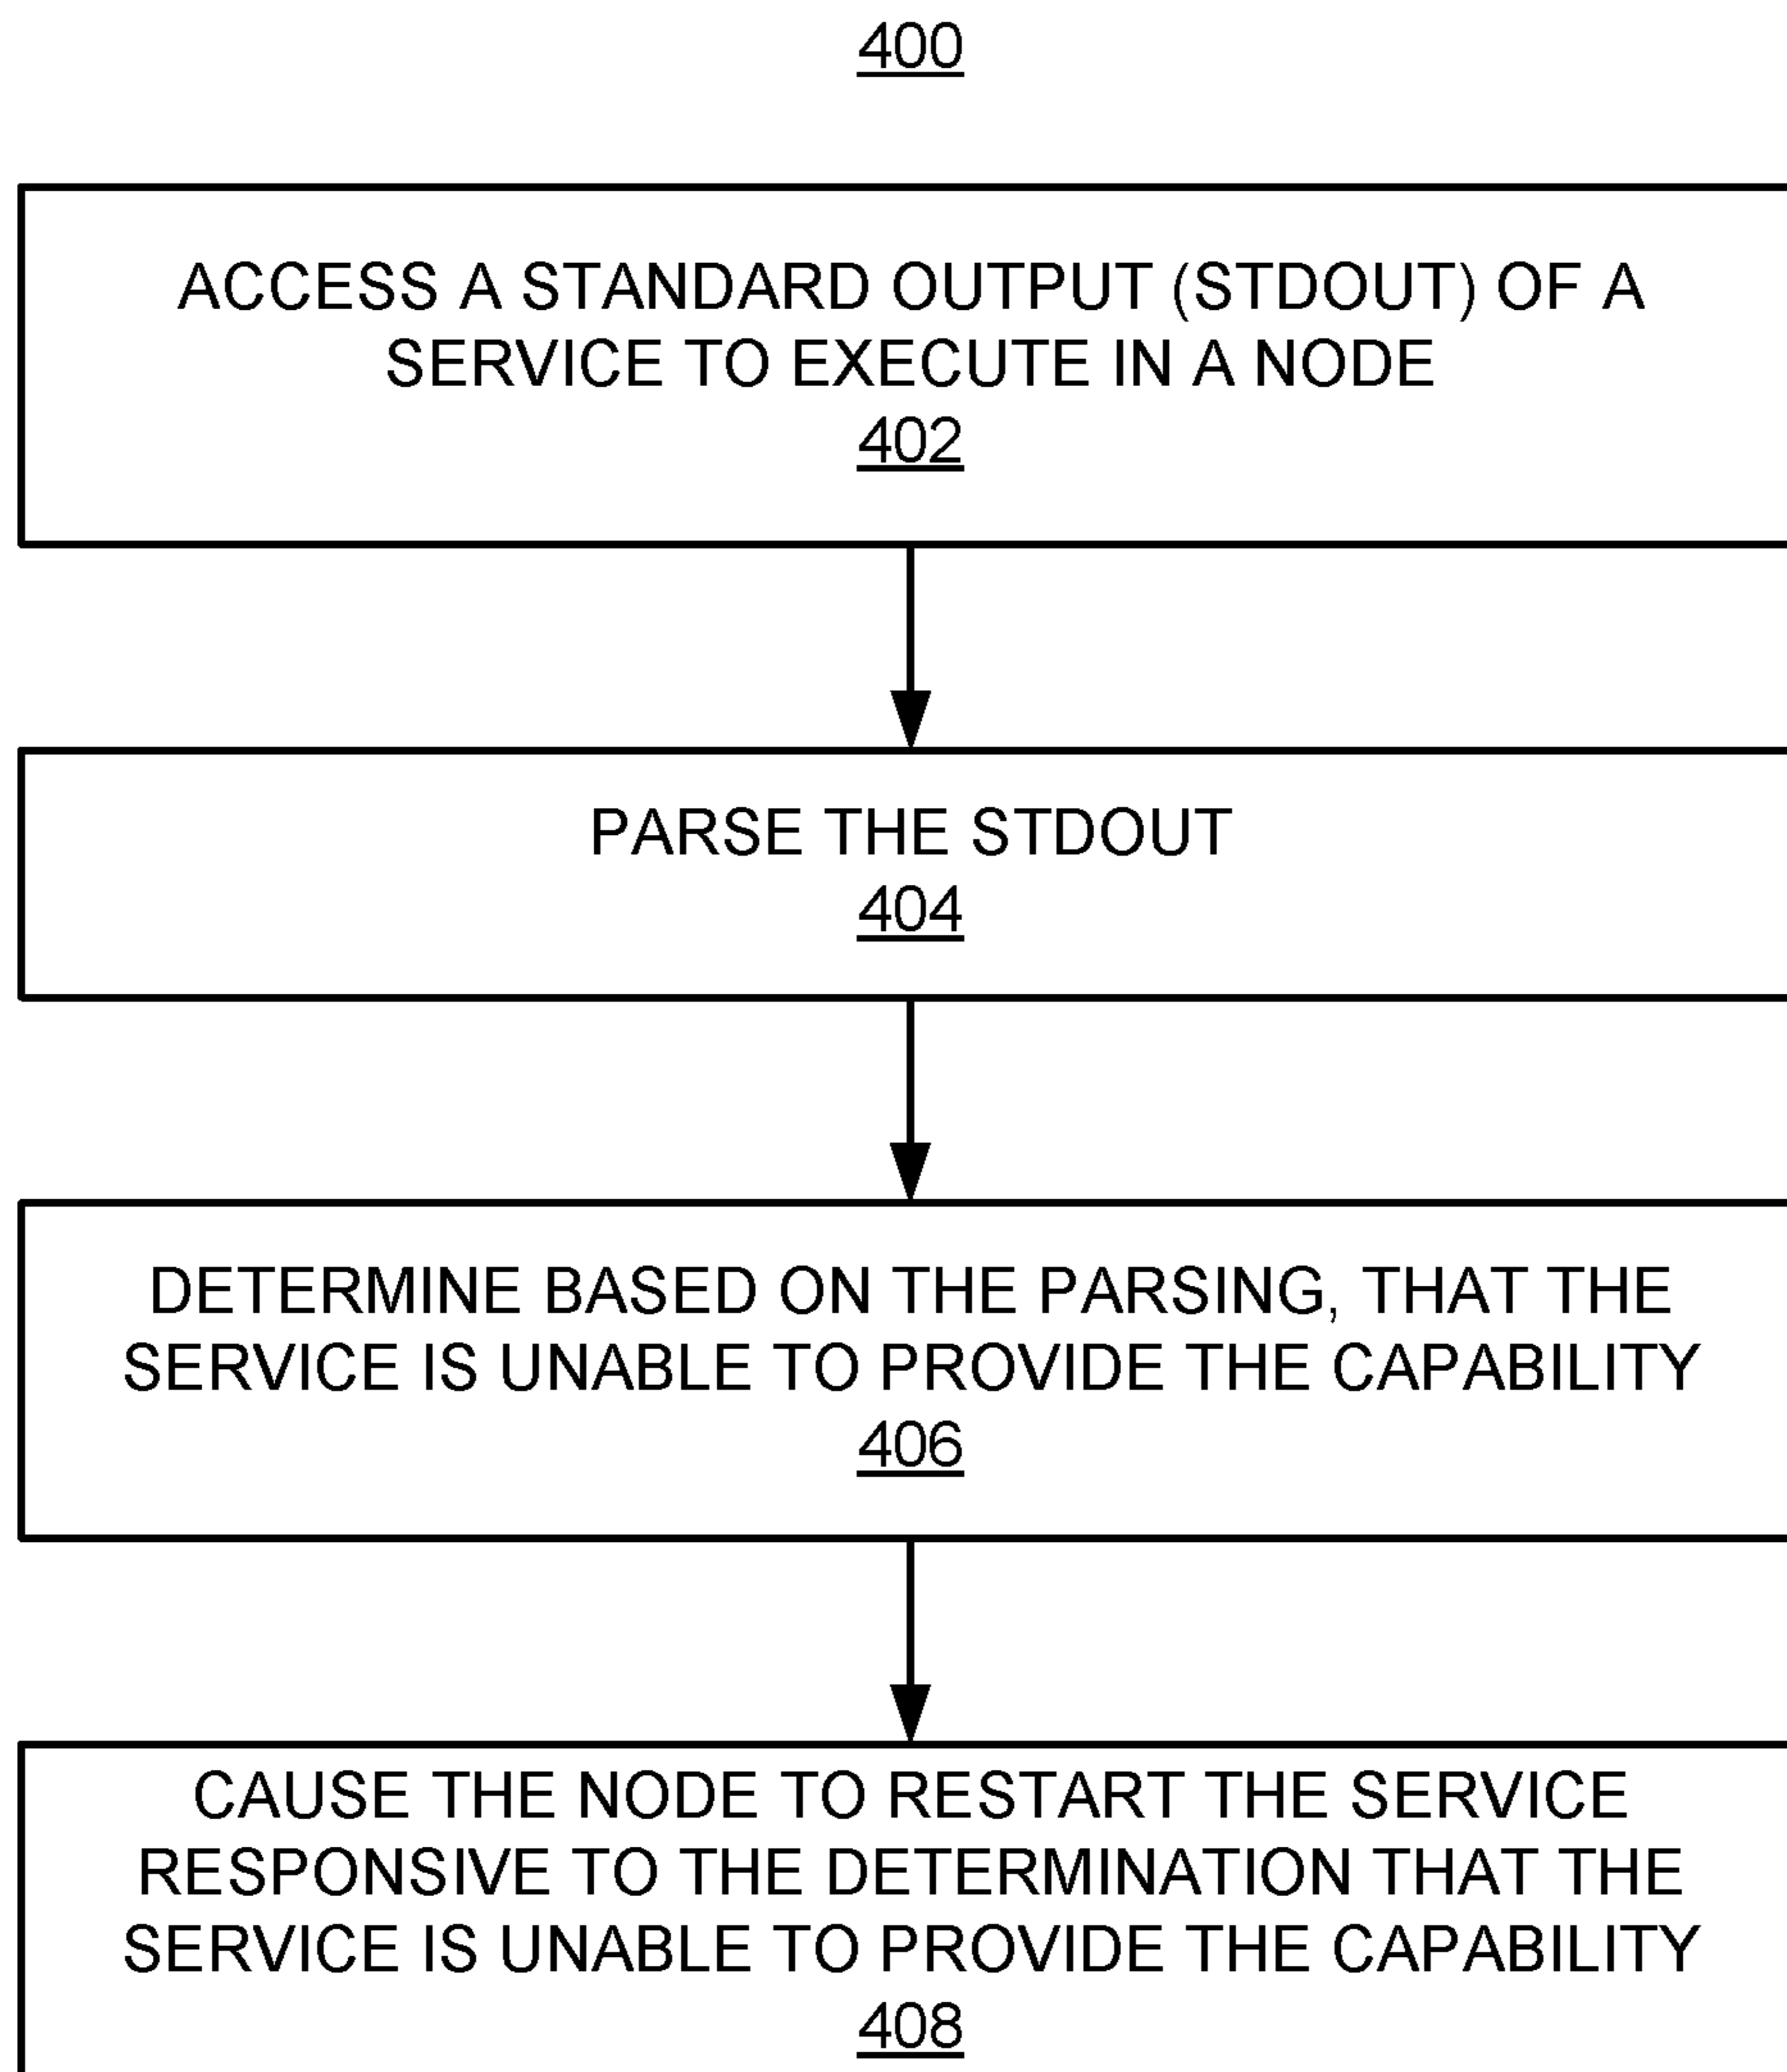 400
ACCESS A STANDARD OUTPUT (STDOUT) OF A
SERVICE TO EXECUTE IN A NODE
402
PARSE THE STDOUT
404
DETERMINE BASED ON THE PARSING, THAT THE
SERVICE IS UNABLE TO PROVIDE THE CAPABILITY
406
CAUSE THE NODE TO RESTART THE SERVICE
RESPONSIVE TO THE DETERMINATION THAT THE
SERVICE IS UNABLE TO PROVIDE THE CAPABILITY
408